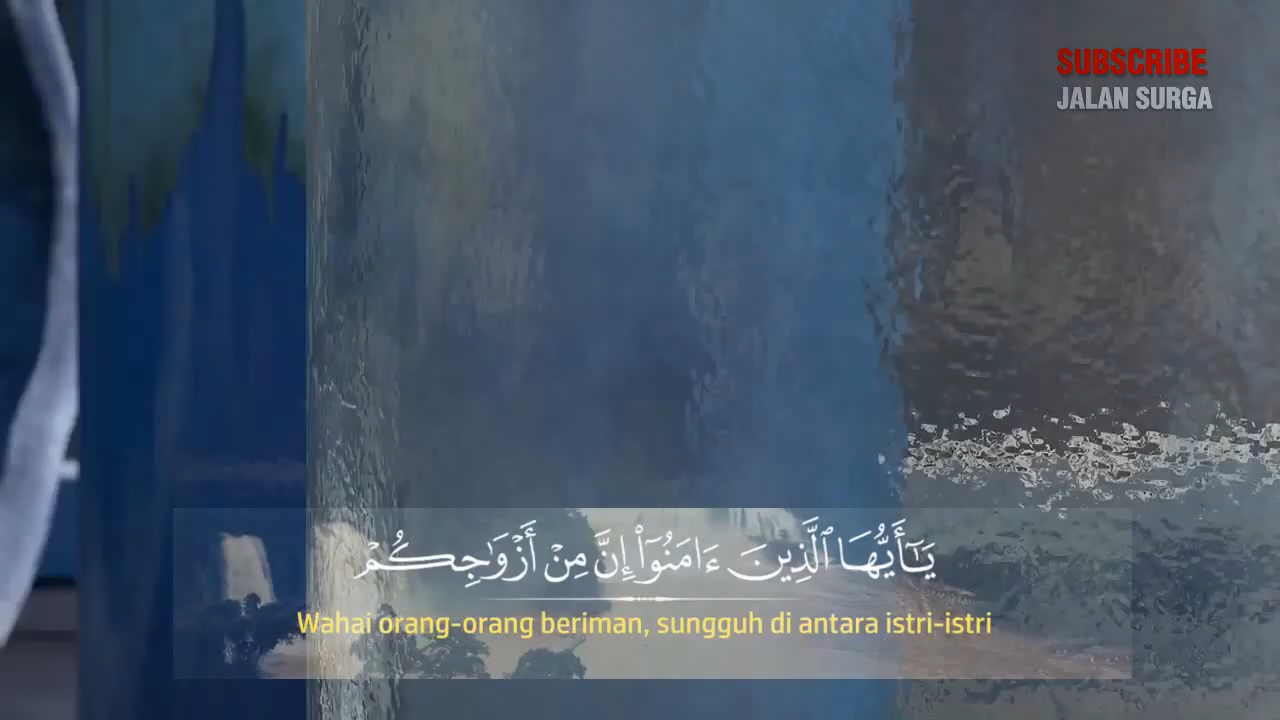 SUBSCRIBE
JALAN SURGA
يَـٰٓأَيُّهَا ٱلَّذِينَ ءَامَنُوٓا۟ إِنَّ مِنْ أَزْوَٰجِكُمْ
Wahai orang-orang beriman, sungguh di antara istri-istri